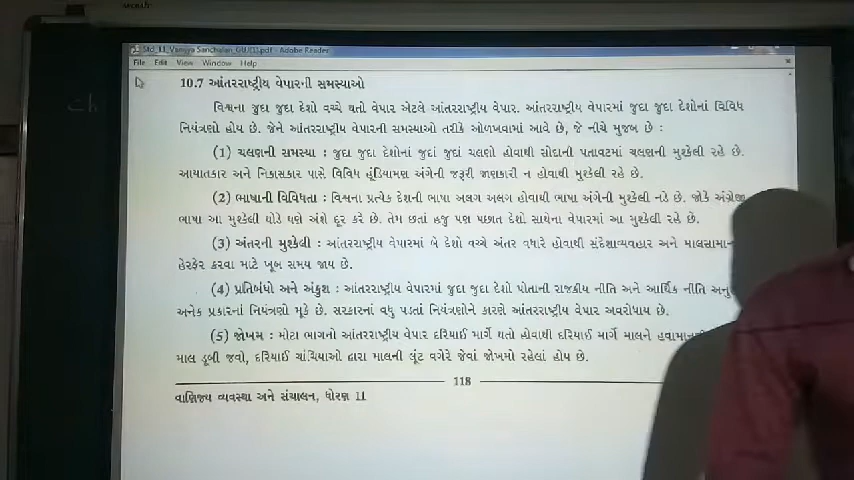 Std_11_Vanijya Sanchalan_GUJ(1).pdf - Adobe Reader
File Edit View Window Help
10.7 આંતરરાષ્ટ્રીય વેપારની સમસ્યાઓ
વિશ્વના જુદા જુદા દેશો વચ્ચે થતો વેપાર એટલે આંતરરાષ્ટ્રીય વેપાર. આંતરરાષ્ટ્રીય વેપારમાં જુદા જુદા દેશોનાં વિવિધ
નિયંત્રણો હોય છે. જેને આંતરરાષ્ટ્રીય વેપારની સમસ્યાઓ તરીકે ઓળખવામાં આવે છે, જે નીચે મુજબ છે :
(1) ચલણની સમસ્યા : જુદા જુદા દેશોનાં જુદાં જુદાં ચલણો હોવાથી સોદાની પતાવટમાં ચલણની મુશ્કેલી રહે છે.
આયાતકાર અને નિકાસકાર પાસે વિવિધ હૂંડિયામણ અંગેની જરૂરી જાણકારી ન હોવાથી મુશ્કેલી રહે છે.
(2) ભાષાની વિવિધતા : વિશ્વના પ્રત્યેક દેશની ભાષા અલગ અલગ હોવાથી ભાષા અંગેની મુશ્કેલી નડે છે. જોકે અંગ્રેજી
ભાષા આ મુશ્કેલી થોડે ઘણે અંશે દૂર કરે છે. તેમ છતાં હજુ પણ પછાત દેશો સાથેના વેપારમાં આ મુશ્કેલી રહે છે.
(3) અંતરની મુશ્કેલી : આંતરરાષ્ટ્રીય વેપારમાં બે દેશો વચ્ચે અંતર વધારે હોવાથી સંદેશાવ્યવહાર અને માલસામાન
હેરફેર કરવા માટે ખૂબ સમય જાય છે.
(4) પ્રતિબંધો અને અંકુશ : આંતરરાષ્ટ્રીય વેપારમાં જુદા જુદા દેશો પોતાની રાજકીય નીતિ અને આર્થિક નીતિ અનુ
અનેક પ્રકારનાં નિયંત્રણો મૂકે છે. સરકારનાં વધુ પડતાં નિયંત્રણોને કારણે આંતરરાષ્ટ્રીય વેપાર અવરોધાય છે.
(5) જોખમ : મોટા ભાગનો આંતરરાષ્ટ્રીય વેપાર દરિયાઈ માર્ગે થતો હોવાથી દરિયાઈ માર્ગે માલને હવામાન
માલ ડૂબી જવો, દરિયાઈ ચાંચિયાઓ દ્વારા માલની લૂંટ વગેરે જેવાં જોખમો રહેલાં હોય છે.
118
વાણિજ્ય વ્યવસ્થા અને સંચાલન, ધોરણ 11